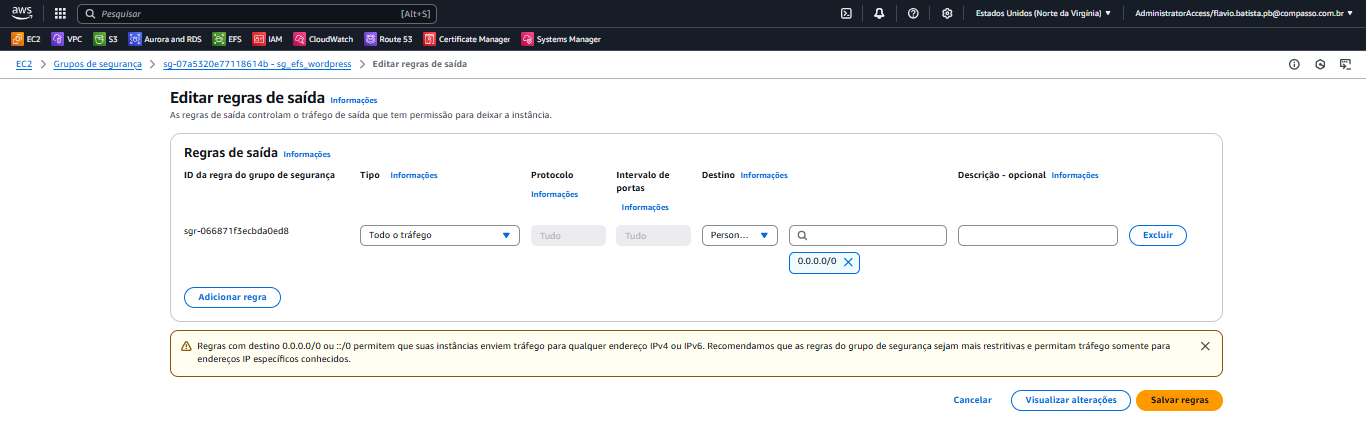 aws
Pesquisar [Alt+S] Estados Unidos (Norte da Virgínia) AdministratorAccess/flavio.batista.pb@compasso.com.br
EC2 VPC S3 Aurora and RDS EFS IAM CloudWatch Route 53 Certificate Manager Systems Manager
EC2 > Grupos de segurança > sg-07a5320e77118614b - sg_efs_wordpress > Editar regras de saída
Editar regras de saída Informações
As regras de saída controlam o tráfego de saída que tem permissão para deixar a instância.
Regras de saída Informações
ID da regra do grupo de segurança Tipo Informações Protocolo Informações Intervalo de portas Informações Destino Informações Descrição - opcional Informações
sgr-066871f3ecbda0ed8 Todo o tráfego Tudo Tudo Person... Excluir
0.0.0.0/0
Adicionar regra
Regras com destino 0.0.0.0/0 ou ::/0 permitem que suas instâncias enviem tráfego para qualquer endereço IPv4 ou IPv6. Recomendamos que as regras do grupo de segurança sejam mais restritivas e permitam tráfego somente para
endereços IP específicos conhecidos.
Cancelar Visualizar alterações Salvar regras